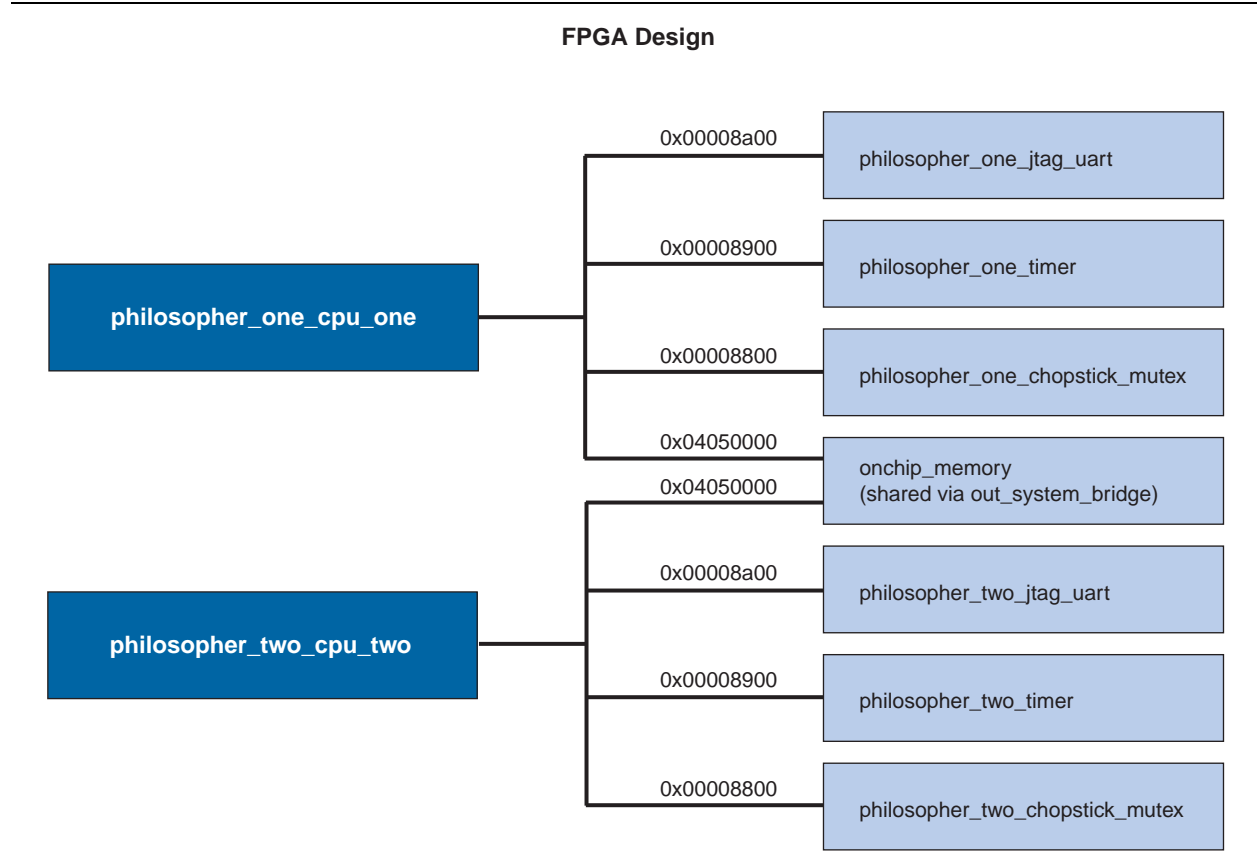 FPGA Design
0x00008a00
philosopher_one_jtag_uart
0x00008900
philosopher_one_timer
philosopher_one_cpu_one
0x00008800
philosopher_one_chopstick_mutex
0x04050000
onchip_memory
(shared via out_system_bridge)
0x04050000
0x00008a00
philosopher_two_jtag_uart
philosopher_two_cpu_two
0x00008900
philosopher_two_timer
0x00008800
philosopher_two_chopstick_mutex